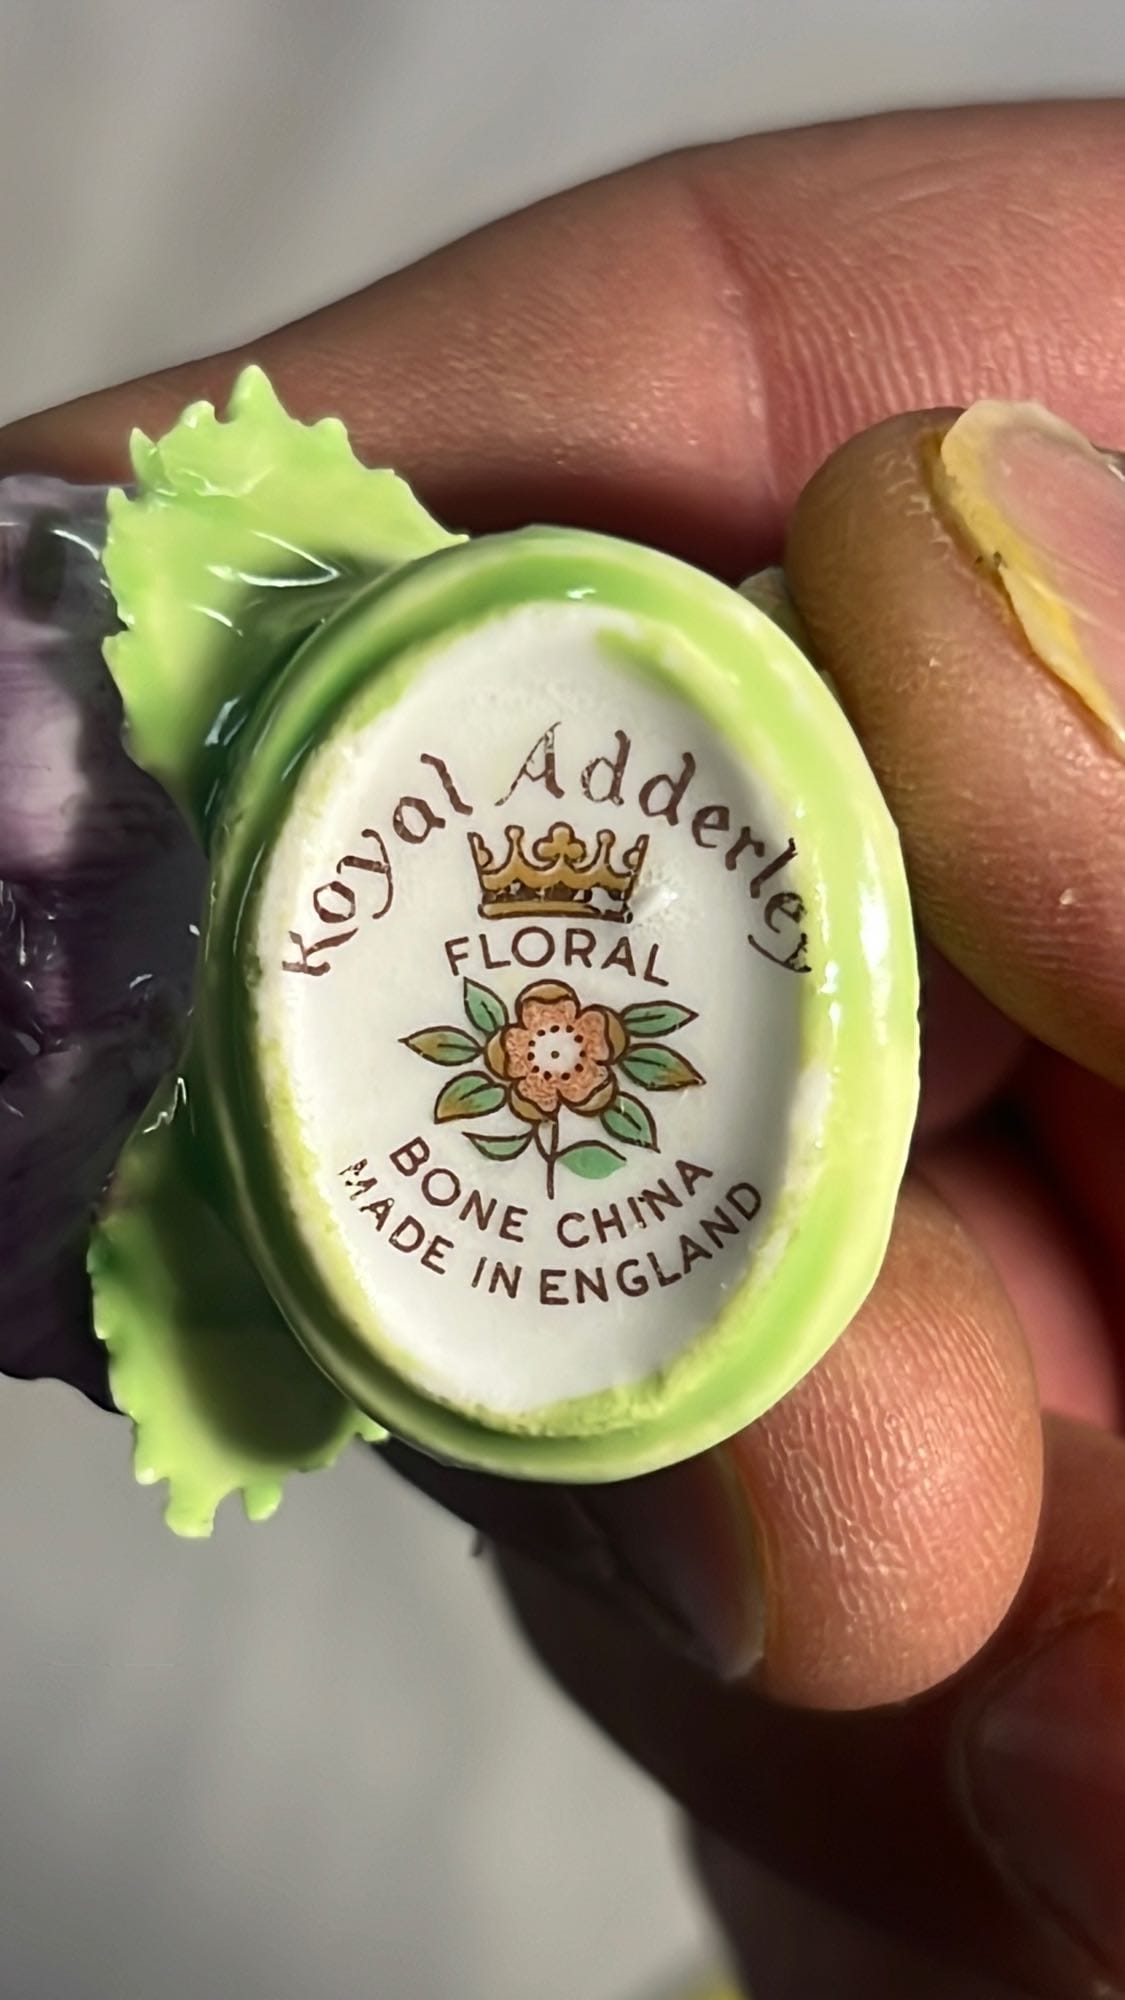 Royal Adderley
FLORAL
BONE CHINA
MADE IN ENGLAND